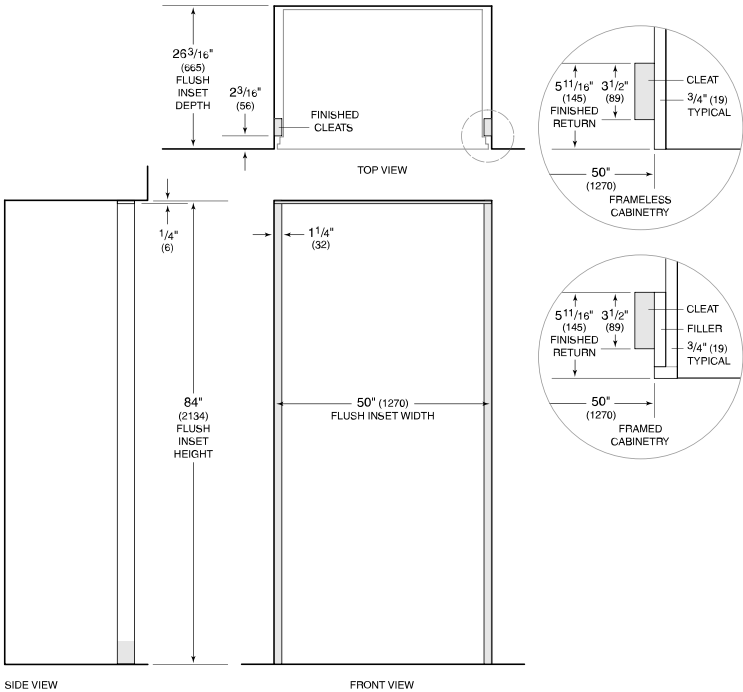 26 3/16"
(665)
FLUSH
INSET
DEPTH
2 3/16"
(56)
FINISHED
CLEATS
TOP VIEW
5 11/16"
(145)
FINISHED
RETURN
3 1/2"
(89)
CLEAT
3/4" (19)
TYPICAL
50"
(1270)
FRAMELESS
CABINETRY
1/4"
(6)
1 1/4"
(32)
5 11/16"
(145)
FINISHED
RETURN
3 1/2"
(89)
CLEAT
FILLER
3/4" (19)
TYPICAL
50"
(1270)
FRAMED
CABINETRY
84"
(2134)
FLUSH
INSET
HEIGHT
50" (1270)
FLUSH INSET WIDTH
SIDE VIEW
FRONT VIEW